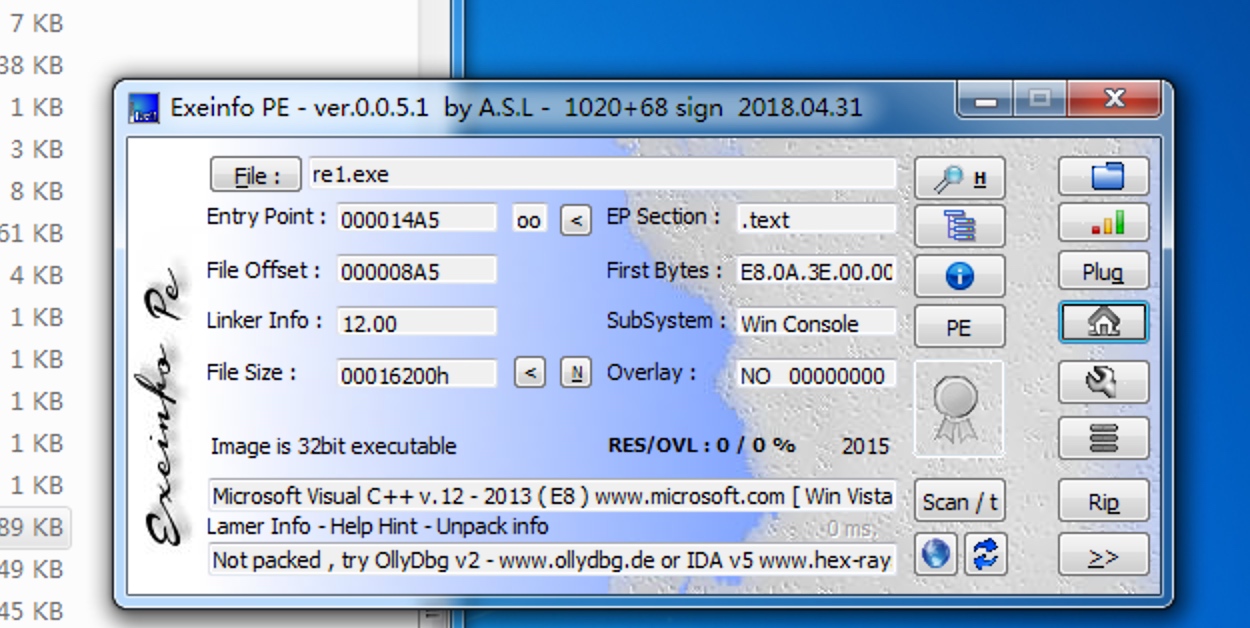 7 KB
38 KB
1 KB
3 KB
8 KB
61 KB
4 KB
1 KB
1 KB
1 KB
1 KB
1 KB
89 KB
49 KB
45 KB
Exeinfo PE - ver.0.0.5.1 by A.S.L - 1020+68 sign 2018.04.31
Exeinfo Pe
File : re1.exe H
Entry Point : 000014A5 oo < EP Section : .text
File Offset : 000008A5 First Bytes : E8.0A.3E.00.00 Plug
Linker Info : 12.00 SubSystem : Win Console PE
File Size : 00016200h < N Overlay : NO 00000000
Image is 32bit executable RES/OVL : 0 / 0 % 2015
Microsoft Visual C++ v.12 - 2013 ( E8 ) www.microsoft.com [ Win Vista Scan / t Rip
Lamer Info - Help Hint - Unpack info 0 ms.
Not packed , try OllyDbg v2 - www.ollydbg.de or IDA v5 www.hex-ray >>